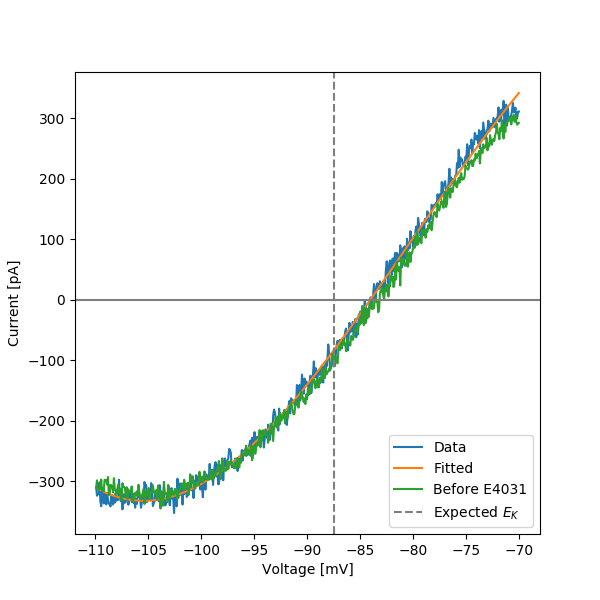 300
200
100
0
−100
−200
−300
Current [pA]
−110 −105 −100 −95 −90 −85 −80 −75 −70
Voltage [mV]
Data
Fitted
Before E4031
Expected E_K